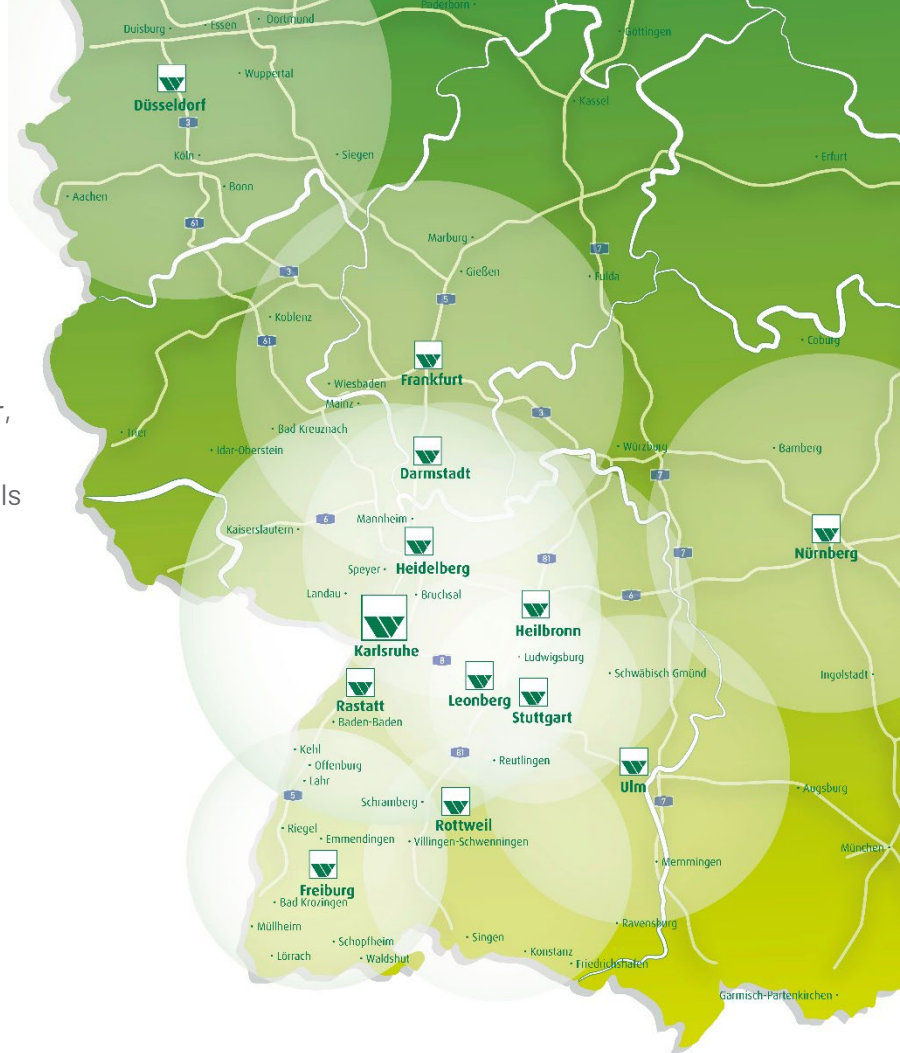 Paderborn
Duisburg
Essen
Dortmund
Göttingen
Wuppertal
Düsseldorf
Kassel
3
Köln
Siegen
Erfurt
Aachen
Bonn
61
Marburg
7
3
Gießen
Fulda
5
Koblenz
61
Coburg
Frankfurt
Wiesbaden
Mainz
3
r,
Trier
Bad Kreuznach
Idar-Oberstein
Würzburg
Bamberg
Darmstadt
7
ls
Kaiserslautern
6
Mannheim
Nürnberg
7
81
Speyer
Heidelberg
Landau
Bruchsal
6
Heilbronn
Karlsruhe
8
Ludwigsburg
Schwäbisch Gmünd
Ingolstadt
Leonberg
Rastatt
Stuttgart
Baden-Baden
Kehl
81
Reutlingen
Offenburg
Lahr
Ulm
Augsburg
5
Schramberg
7
Rottweil
Riegel
Emmendingen
Villingen-Schwenningen
München
Memmingen
Freiburg
Bad Krozingen
Müllheim
Ravensburg
Schopfheim
Singen
Lörrach
Waldshut
Konstanz
Friedrichshafen
Garmisch-Partenkirchen